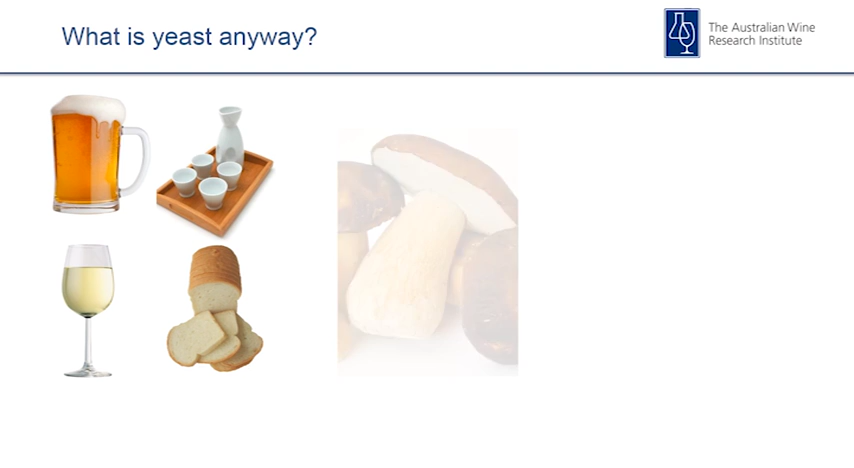 What is yeast anyway?
The Australian Wine
Research Institute